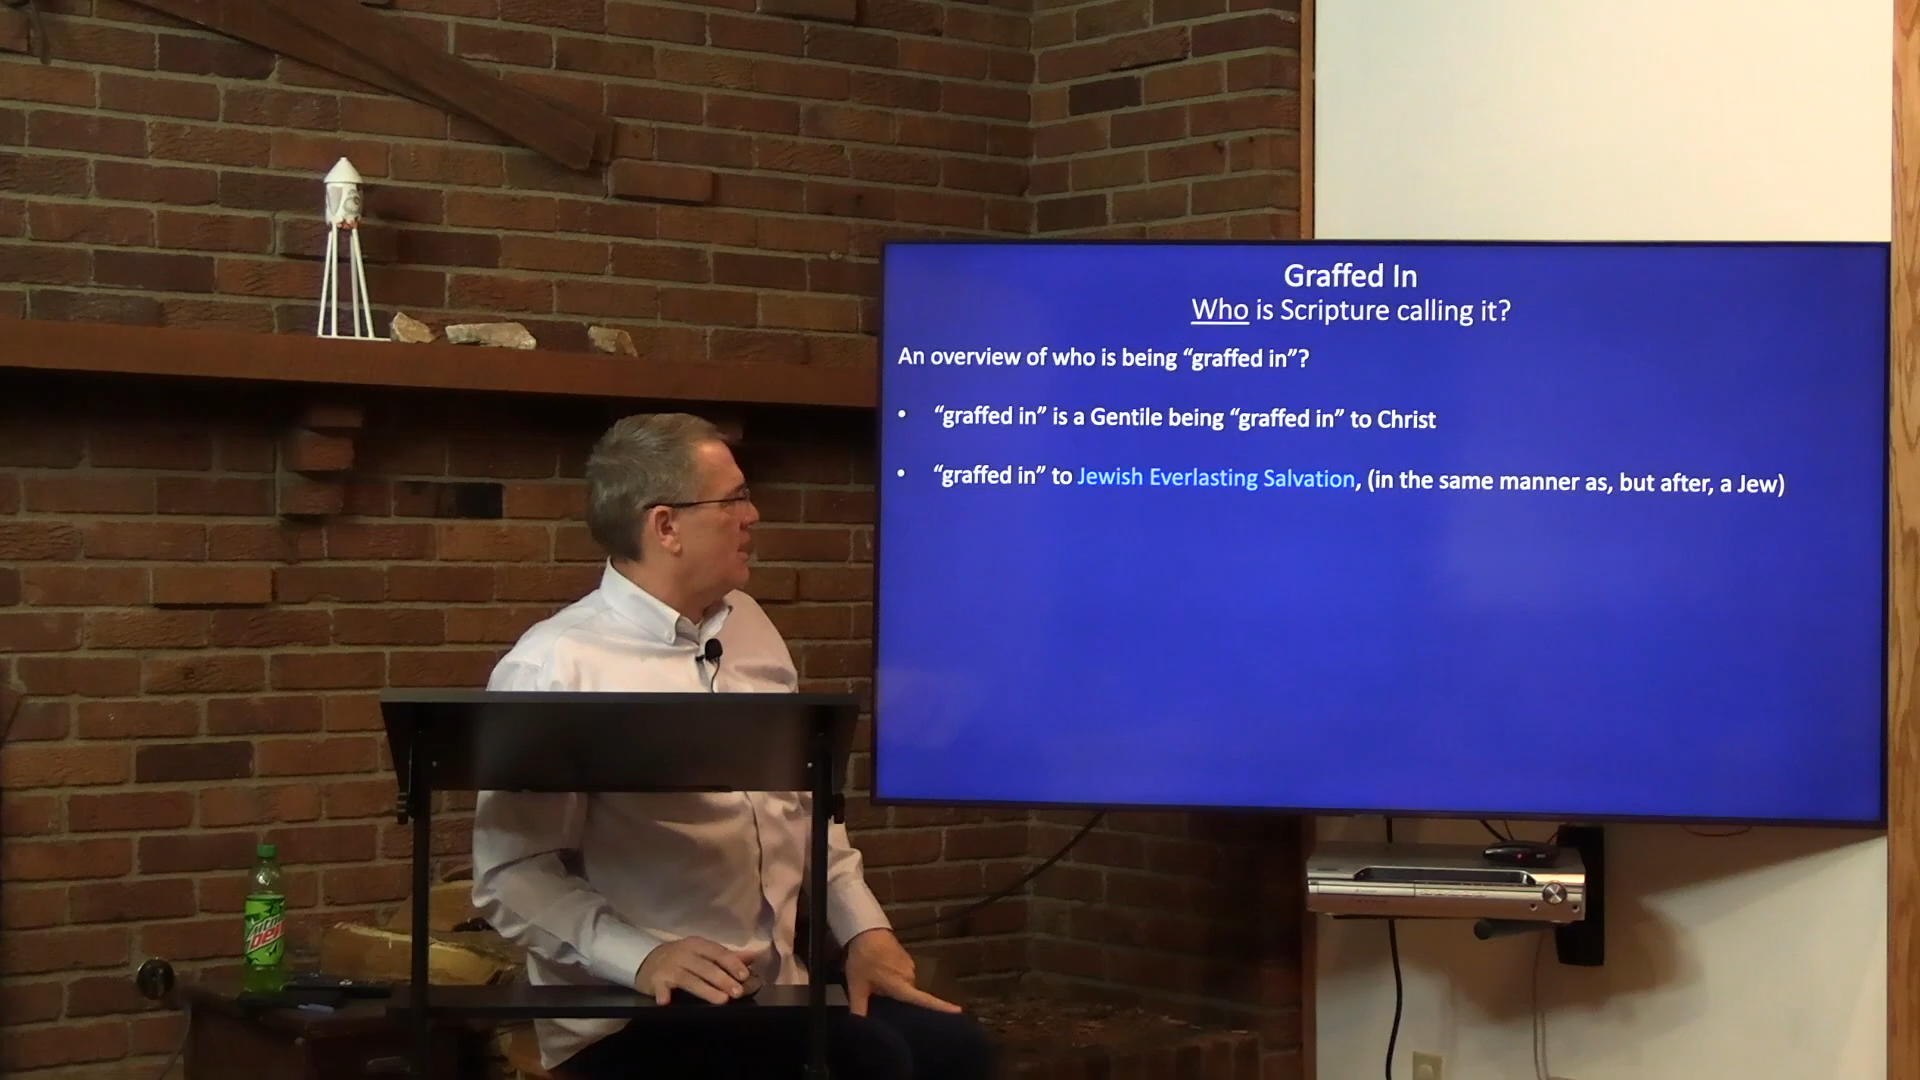 Graffed In
Who is Scripture calling it?
An overview of who is being “graffed in”?
• “graffed in” is a Gentile being “graffed in” to Christ
• “graffed in” to Jewish Everlasting Salvation, (in the same manner as, but after, a Jew)
Mtn
Dew